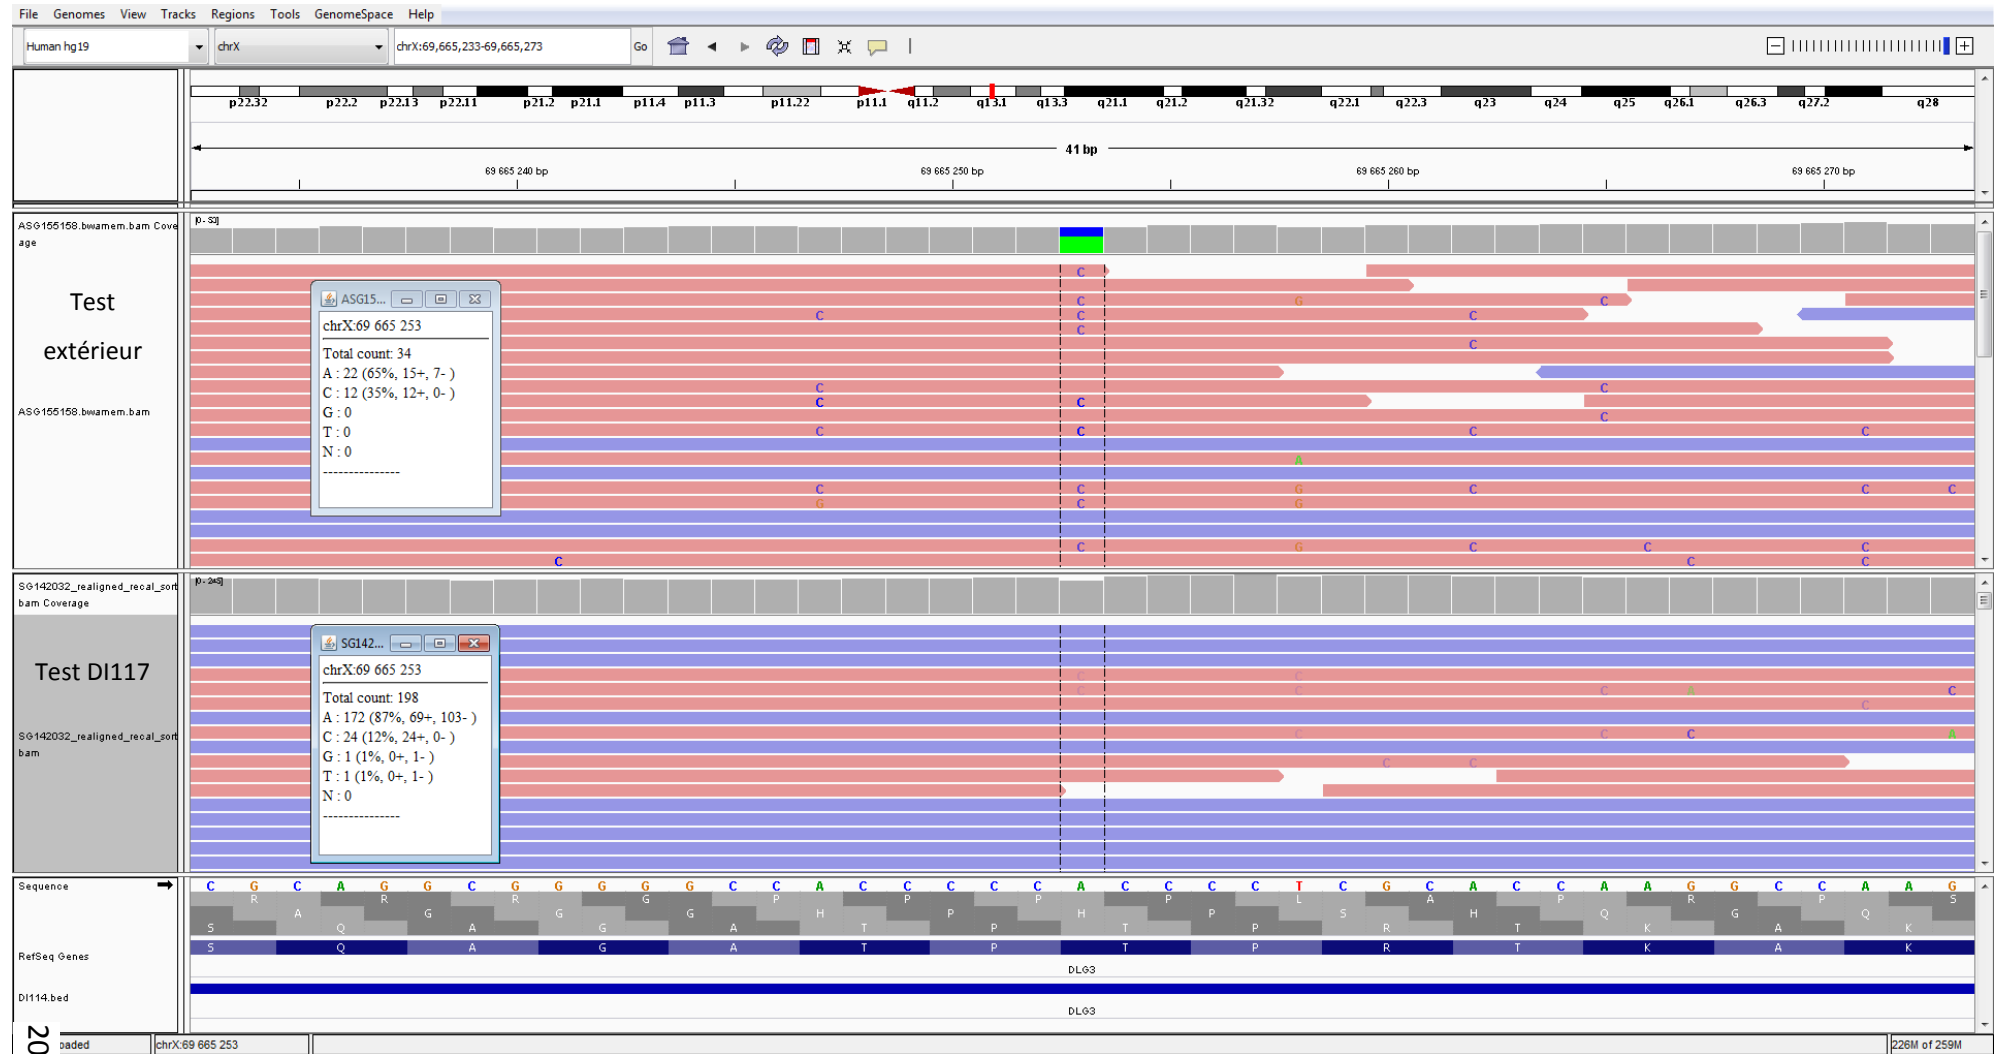 File Genomes View Tracks Regions Tools GenomeSpace Help
Human hg19 chrX chrX:69,665,233-69,665,273 Go
p22.32 p22.2 p22.13 p22.11 p21.2 p21.1 p11.4 p11.3 p11.22 p11.1 q11.2 q13.1 q13.3 q21.1 q21.2 q21.32 q22.1 q22.3 q23 q24 q25 q26.1 q26.3 q27.2 q28
41 bp
69 665 240 bp 69 665 250 bp 69 665 260 bp 69 665 270 bp
ASG155158.bwamem.bam Cove
age
[0 - 53]
Test
extérieur
ASG155158.bwamem.bam
ASG15...
chrX:69 665 253
Total count: 34
A : 22 (65%, 15+, 7- )
C : 12 (35%, 12+, 0- )
G : 0
T : 0
N : 0
---------------
C
C G C
C C C
C
C
C C
C C
C
C C C C
A
C C G C C C
G C G
C G C C C
C C C
SG142032_realigned_recal_sort
bam Coverage
[0 - 245]
Test DI117
SG142032_realigned_recal_sort
bam
SG142...
chrX:69 665 253
Total count: 198
A : 172 (87%, 69+, 103- )
C : 24 (12%, 24+, 0- )
G : 1 (1%, 0+, 1- )
T : 1 (1%, 0+, 1- )
N : 0
---------------
C C
C C C A C
C
C C C A
C C
Sequence C G C A G G C G G G G G C C A C C C C C A C C C C T C G C A C C A A G G C C A A G
R R R G P P P P L A P R P S
A G G G H P P H P S H Q G Q
S Q A G A T P T P R T K A K
S Q A G A T P T P R T K A K
RefSeq Genes
DLG3
DI114.bed
DLG3
20
oaded chrX:69 665 253 226M of 259M